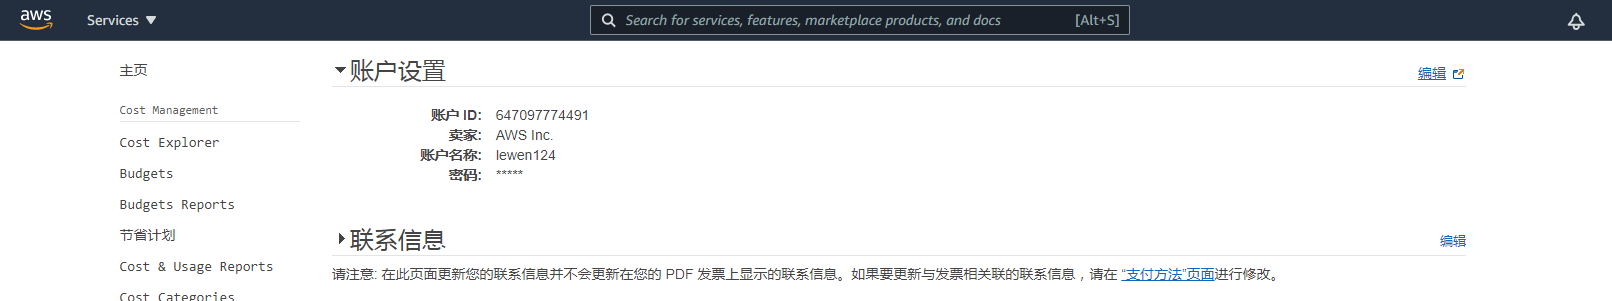 aws
Services
Search for services, features, marketplace products, and docs [Alt+S]
主页
Cost Management
Cost Explorer
Budgets
Budgets Reports
节省计划
Cost & Usage Reports
Cost Categories
账户设置 编辑
账户 ID: 647097774491
卖家: AWS Inc.
账户名称: lewen124
密码: *****
联系信息 编辑
请注意: 在此页面更新您的联系信息并不会更新在您的 PDF 发票上显示的联系信息。如果要更新与发票相关联的联系信息，请在 “支付方法”页面进行修改。